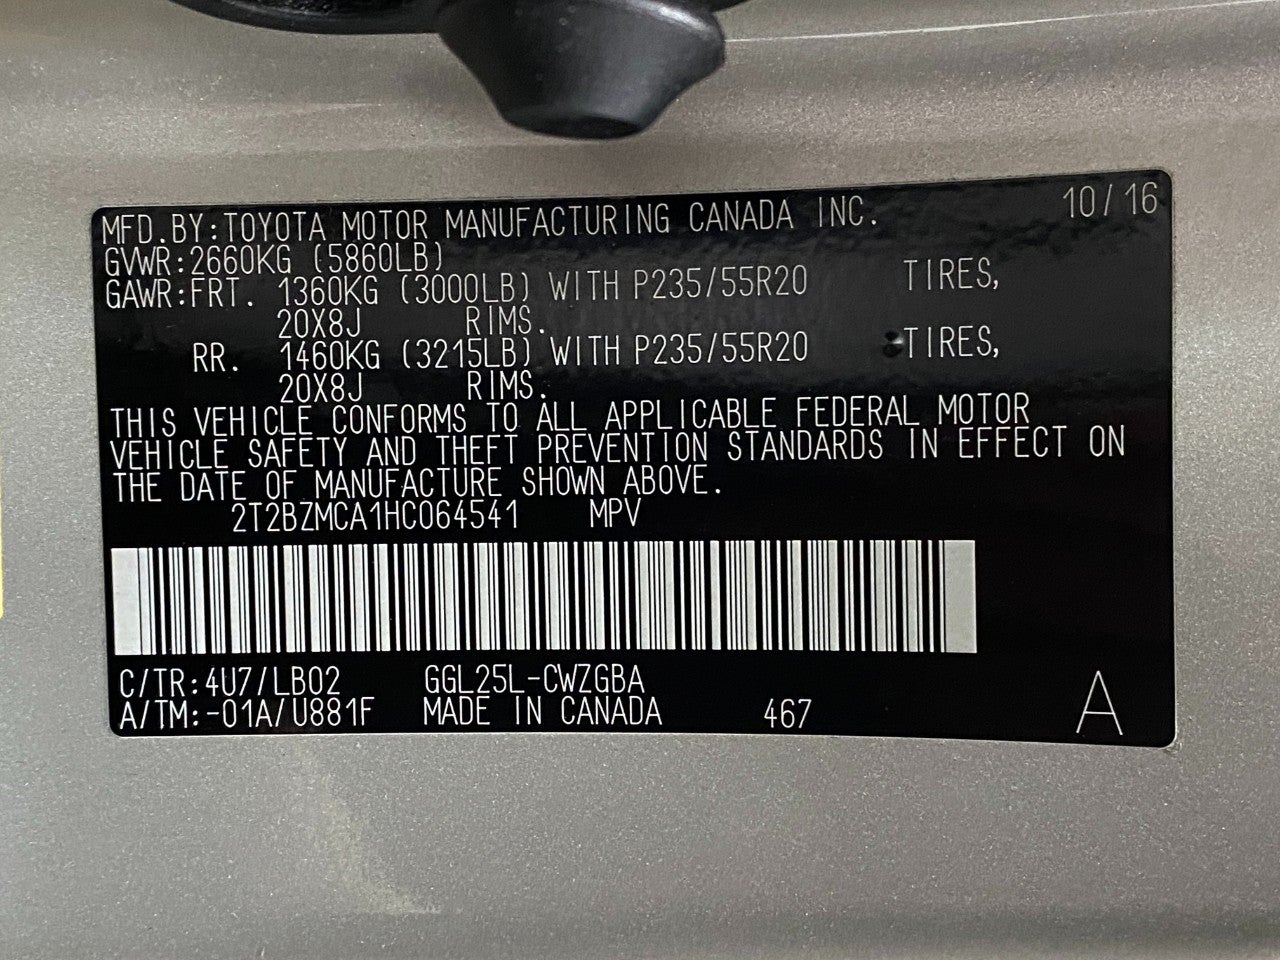 MFD.BY:TOYOTA MOTOR MANUFACTURING CANADA INC. 10/16
GVWR:2660KG (5860LB)
GAWR:FRT. 1360KG (3000LB) WITH P235/55R20 TIRES,
20X8J RIMS.
RR. 1460KG (3215LB) WITH P235/55R20 TIRES,
20X8J RIMS.
THIS VEHICLE CONFORMS TO ALL APPLICABLE FEDERAL MOTOR
VEHICLE SAFETY AND THEFT PREVENTION STANDARDS IN EFFECT ON
THE DATE OF MANUFACTURE SHOWN ABOVE.
2T2BZMCA1HC064541 MPV
C/TR:4U7/LB02 GGL25L-CWZGBA
A/TM:-01A/U881F MADE IN CANADA 467 A